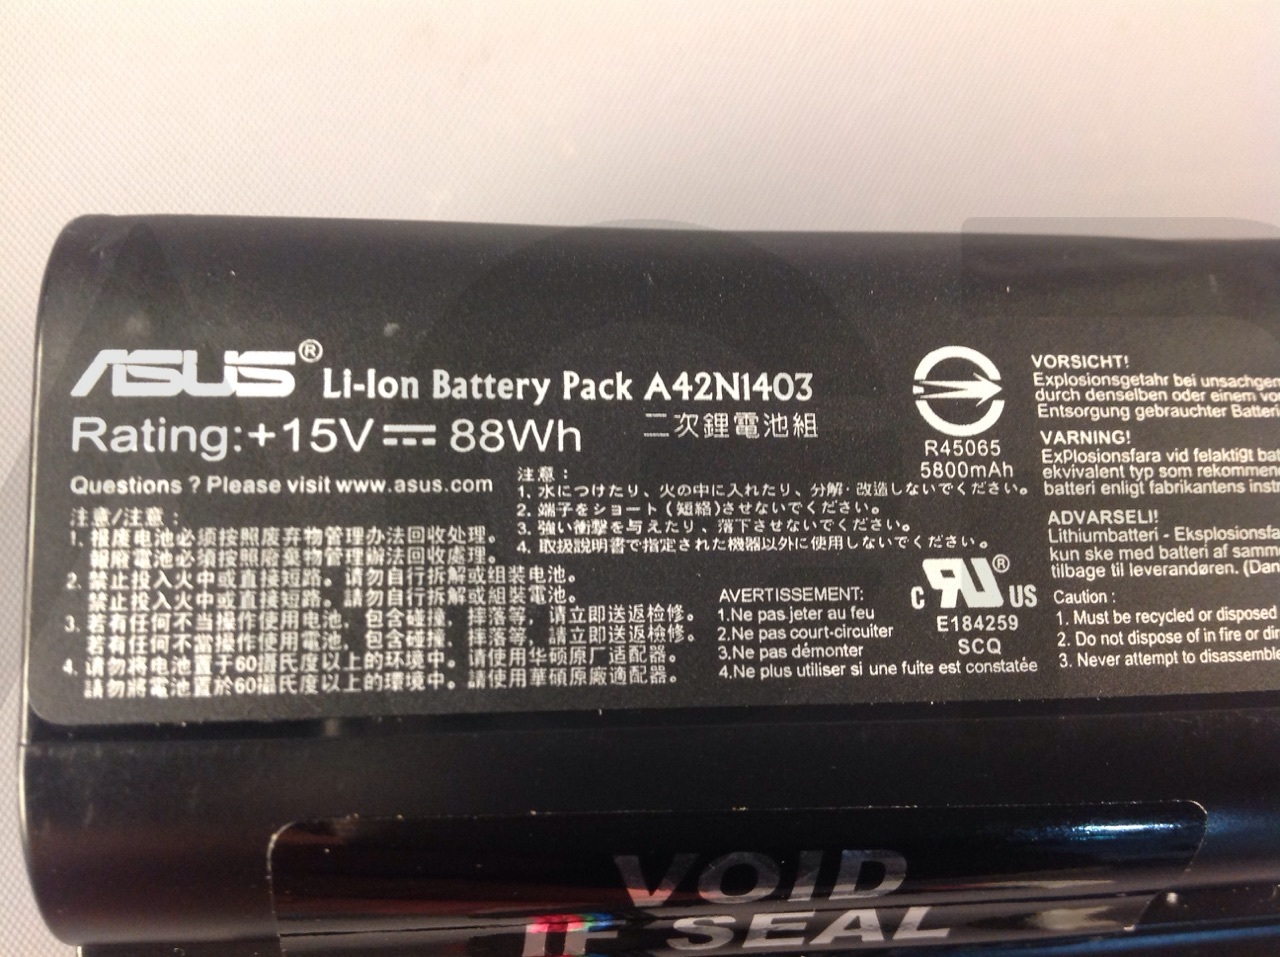 ASUS®
Li-Ion Battery Pack A42N1403
Rating:+15V ⎓ 88Wh
二次鋰電池組
Questions ? Please visit www.asus.com
注意/注意 :
1. 报废电池必须按照废弃物管理办法回收处理。
報廢電池必須按照廢棄物管理辦法回收處理。
2. 禁止投入火中或直接短路。请勿自行拆解或组装电池。
禁止投入火中或直接短路。請勿自行拆解或組裝電池。
3. 若有任何不当操作使用电池, 包含碰撞, 摔落等, 请立即送返检修。
若有任何不當操作使用電池, 包含碰撞, 摔落等, 請立即送返檢修。
4. 请勿将电池置于60摄氏度以上的环境中。请使用华硕原厂适配器。
請勿將電池置於60攝氏度以上的環境中。請使用華碩原廠適配器。
注意 :
1. 水につけたり、火の中に入れたり、分解·改造しないでください。
2. 端子をショート (短絡) させないでください。
3. 強い衝撃を与えたり、落下させないでください。
4. 取扱説明書で指定された機器以外に使用しないでください。
AVERTISSEMENT:
1.Ne pas jeter au feu
2.Ne pas court-circuiter
3.Ne pas démonter
4.Ne plus utiliser si une fuite est constatée
R45065
5800mAh
c RU® US
E184259
SCQ
VORSICHT!
Explosionsgetahr bei unsachgem
durch denselben oder einem vo
Entsorgung gebrauchter Batteri
VARNING!
ExPlosionsfara vid felaktigt bat
ekvivalent typ som rekommen
batteri enligt fabrikantens instr
ADVARSELI!
Lithiumbatteri - Eksplosionsfa
kun ske med batteri af samm
tilbage til leverandøren. (Dan
Caution :
1. Must be recycled or disposed
2. Do not dispose of in fire or dir
3. Never attempt to disassemble
VOID
IF SEAL